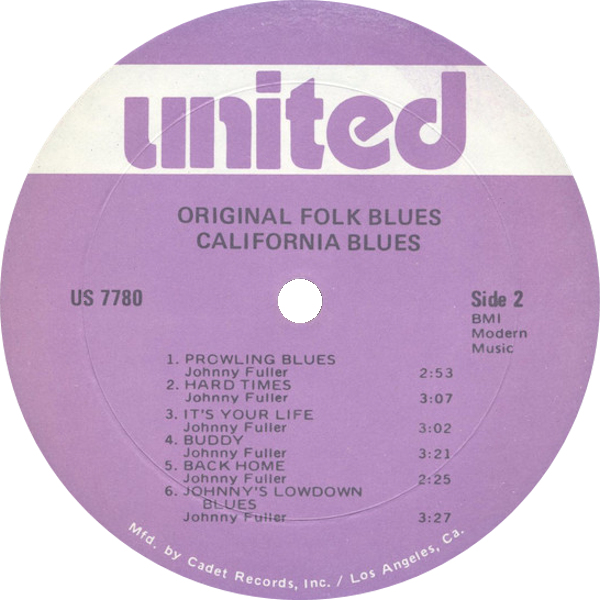 united
ORIGINAL FOLK BLUES
CALIFORNIA BLUES
US 7780
Side 2
BMI
Modern
Music
1. PROWLING BLUES
Johnny Fuller 2:53
2. HARD TIMES
Johnny Fuller 3:07
3. IT'S YOUR LIFE
Johnny Fuller 3:02
4. BUDDY
Johnny Fuller 3:21
5. BACK HOME
Johnny Fuller 2:25
6. JOHNNY'S LOWDOWN
BLUES
Johnny Fuller 3:27
Mfd. by Cadet Records, Inc. / Los Angeles, Ca.